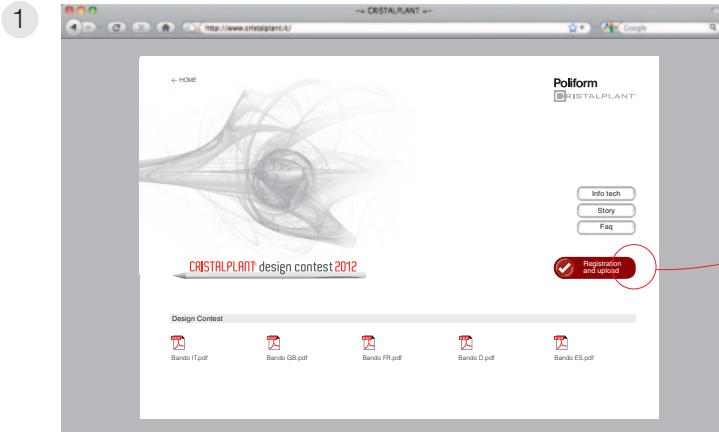 1
-= CRISTALPLANT =-
http://www.cristalplant.it/
Google
← HOME
Poliform
CRISTALPLANT®
Info tech
Story
Faq
CRISTALPLANT® design contest 2012
Registration
and upload
Design Contest
Bando IT.pdf
Bando GB.pdf
Bando FR.pdf
Bando D.pdf
Bando ES.pdf